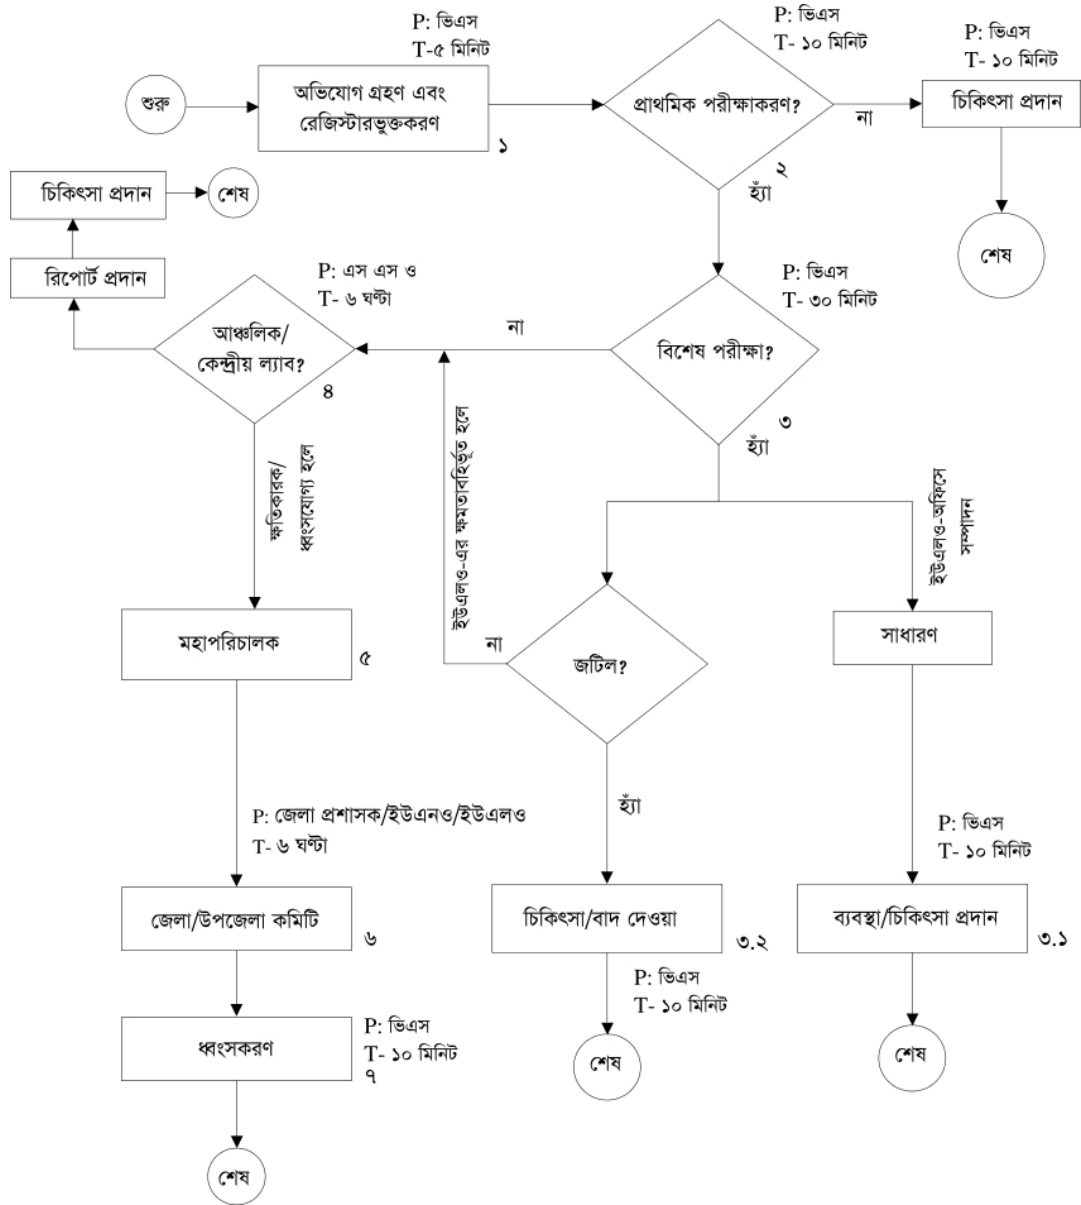 P: ভিএস
T-৫ মিনিট
P: ভিএস
T- ১০ মিনিট
P: ভিএস
T- ১০ মিনিট
শুরু
অভিযোগ গ্রহণ এবং
রেজিস্টারভুক্তকরণ
১
প্রাথমিক পরীক্ষাকরণ?
২
না
চিকিৎসা প্রদান
হ্যাঁ
শেষ
চিকিৎসা প্রদান
শেষ
রিপোর্ট প্রদান
P: এস এস ও
T- ৬ ঘণ্টা
P: ভিএস
T- ৩০ মিনিট
আঞ্চলিক/
কেন্দ্রীয় ল্যাব?
৪
না
বিশেষ পরীক্ষা?
৩
হ্যাঁ
ক্ষতিকারক/
ধ্বংসযোগ্য হলে
ইউএলও-এর ক্ষমতাবহির্ভূত হলে
ইউএলও-অফিসে
সম্পাদন
মহাপরিচালক
৫
না
জটিল?
সাধারণ
হ্যাঁ
P: জেলা প্রশাসক/ইউএনও/ইউএলও
T- ৬ ঘণ্টা
P: ভিএস
T- ১০ মিনিট
জেলা/উপজেলা কমিটি
৬
চিকিৎসা/বাদ দেওয়া
৩.২
ব্যবস্থা/চিকিৎসা প্রদান
৩.১
P: ভিএস
T- ১০ মিনিট
ধ্বংসকরণ
P: ভিএস
T- ১০ মিনিট
৭
শেষ
শেষ
শেষ